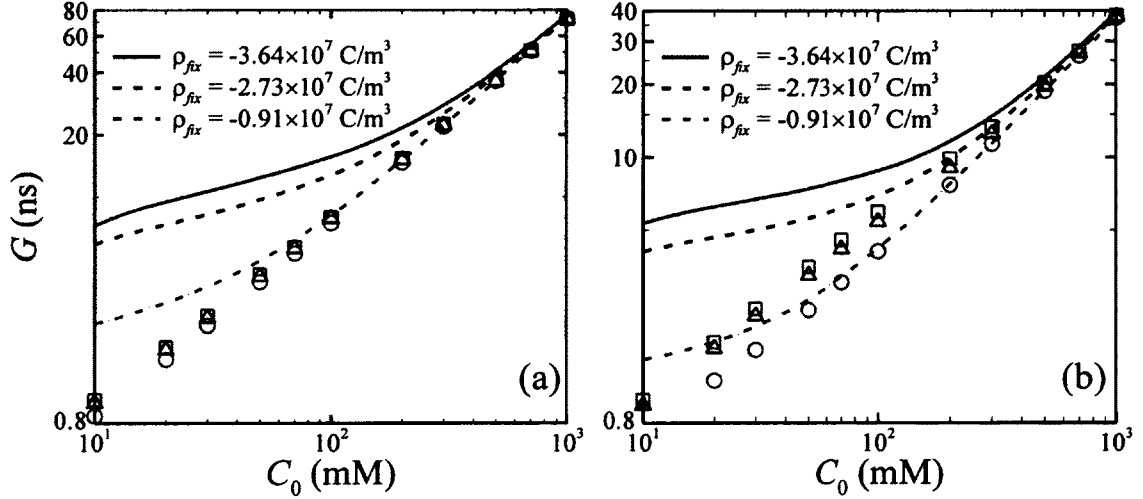 G (ns)
80
60
40
20
0.8
ρfix = -3.64×10⁷ C/m³
ρfix = -2.73×10⁷ C/m³
ρfix = -0.91×10⁷ C/m³
(a)
10¹
10²
10³
C₀ (mM)
40
30
20
10
0.8
ρfix = -3.64×10⁷ C/m³
ρfix = -2.73×10⁷ C/m³
ρfix = -0.91×10⁷ C/m³
(b)
10¹
10²
10³
C₀ (mM)